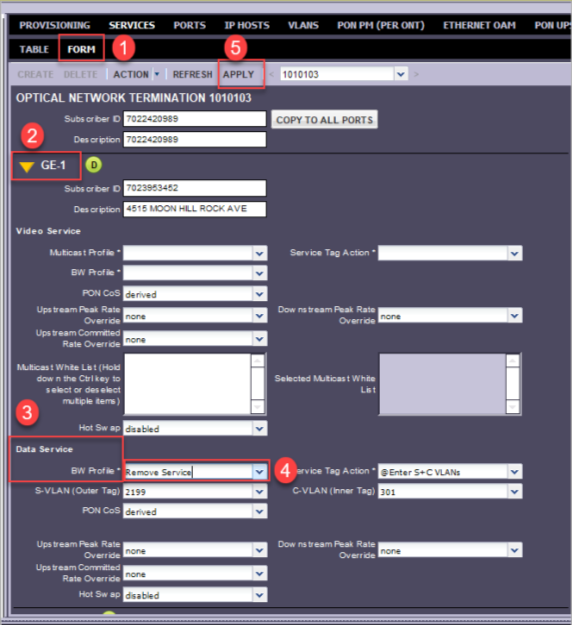 PROVISIONING SERVICES PORTS IP HOSTS VLANS PON PM (PER ONT) ETHERNET OAM PON UP
TABLE FORM 1 5
CREATE DELETE ACTION REFRESH APPLY < 1010103 >
OPTICAL NETWORK TERMINATION 1010103
Subscriber ID 7022420989 COPY TO ALL PORTS
2 Description 7022420989
GE-1 D
Subscriber ID 7023953452
Description 4515 MOON HILL ROCK AVE
Video Service
Multicast Profile * Service Tag Action *
BW Profile *
PON CoS derived
Upstream Peak Rate Override none Downstream Peak Rate Override none
Upstream Committed Rate Override none
Multicast White List (Hold
down the Ctrl key to
select or deselect
multiple items)
Selected Multicast White
List
3
Hot Swap disabled
Data Service
BW Profile * Remove Service 4 Service Tag Action * @Enter S+C VLANs
S-VLAN (Outer Tag) 2199 C-VLAN (Inner Tag) 301
PON CoS derived
Upstream Peak Rate Override none Downstream Peak Rate Override none
Upstream Committed Rate Override none
Hot Swap disabled